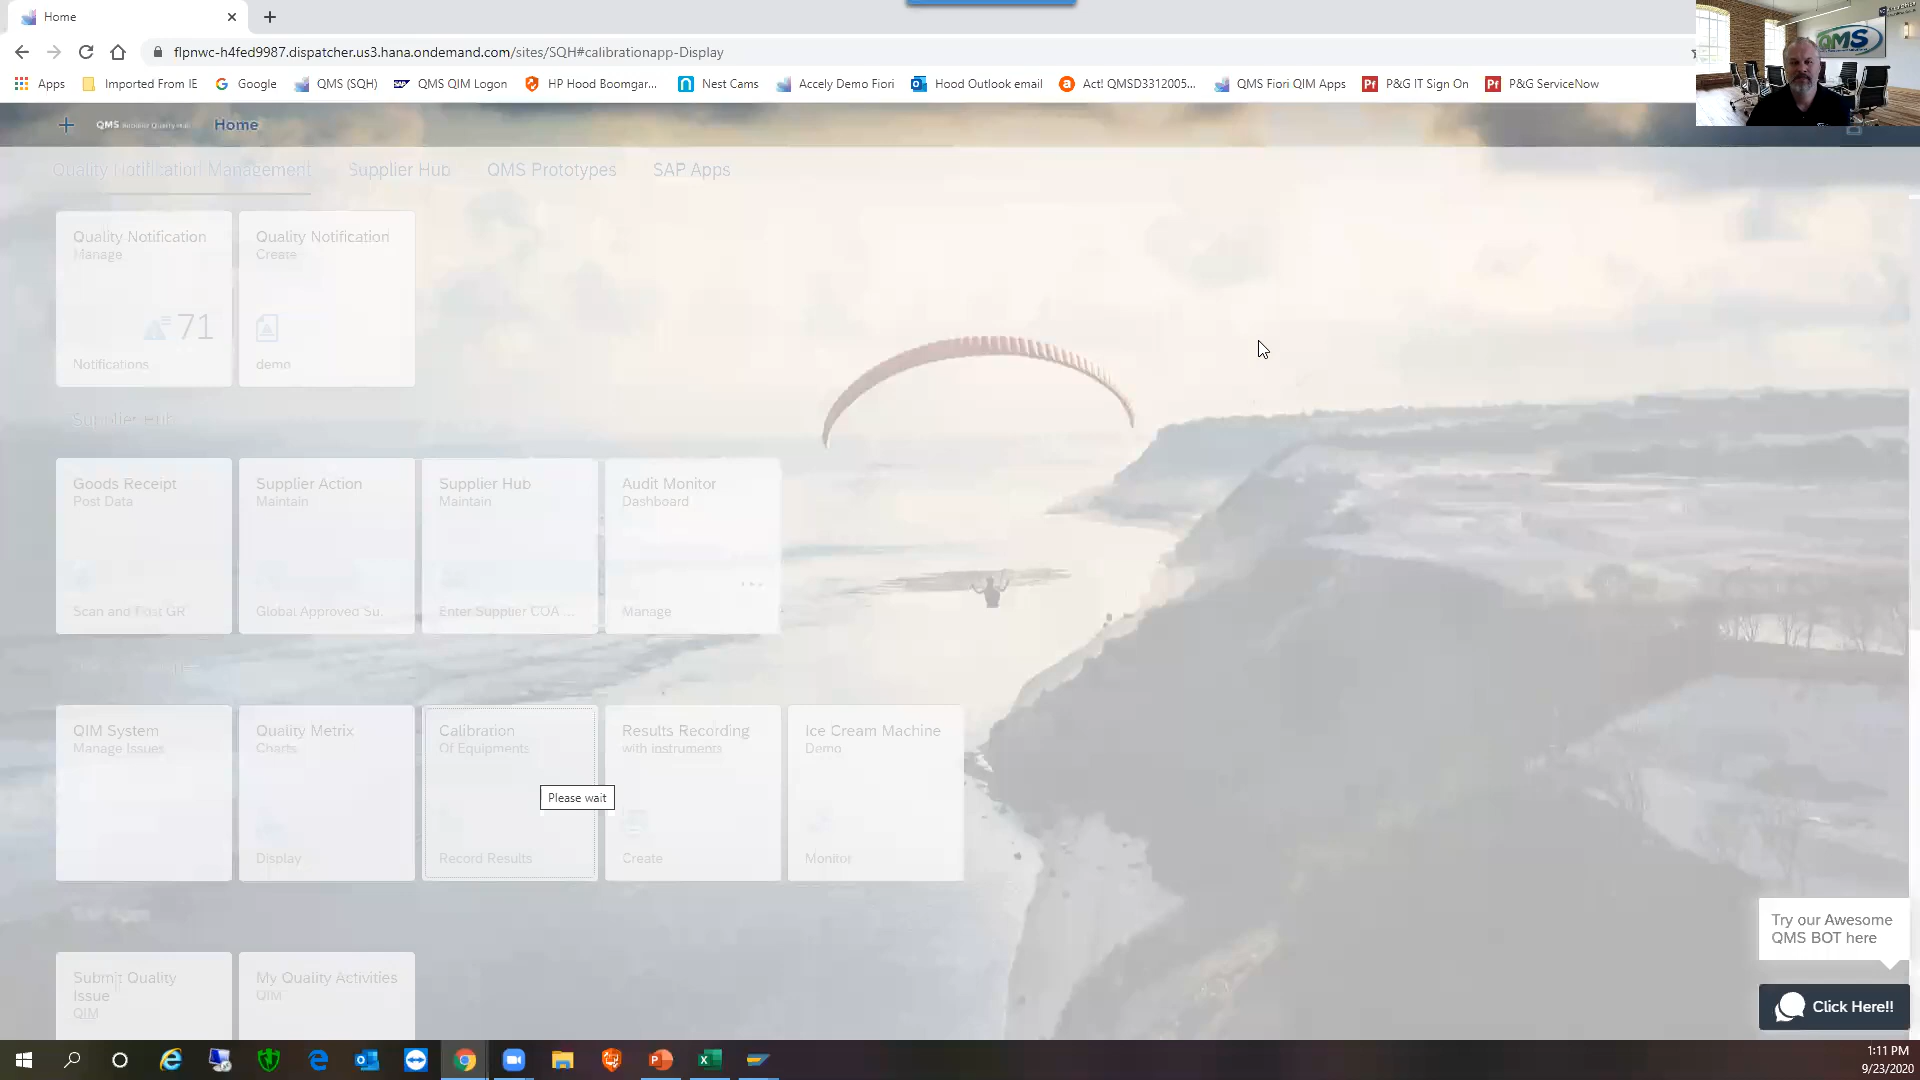 Home
flpnwc-h4fed9987.dispatcher.us3.hana.ondemand.com/sites/SQH#calibrationapp-Display
Apps
Imported From IE
Google
QMS (SQH)
QMS QIM Logon
HP Hood Boomgar...
Nest Cams
Accely Demo Fiori
Hood Outlook email
Act! QMSD3312005...
QMS Fiori QIM Apps
P&G IT Sign On
P&G ServiceNow
QMS
QMS Supplier Quality Hub
Home
Quality Notification Management
Supplier Hub
QMS Prototypes
SAP Apps
Quality Notification
Manage
71
Notifications
Quality Notification
Create
demo
Supplier Hub
Goods Receipt
Post Data
Scan and Post GR
Supplier Action
Maintain
Global Approved Su.
Supplier Hub
Maintain
Enter Supplier COA ...
Audit Monitor
Dashboard
...
Manage
QIM System
Manage Issues
Quality Metrix
Charts
Display
Calibration
Of Equipments
Please wait
Record Results
Results Recording
with instruments
Create
Ice Cream Machine
Demo
Monitor
Submit Quality
Issue
QIM
My Quality Activities
QIM
Try our Awesome
QMS BOT here
Click Here!!
1:11 PM
9/23/2020